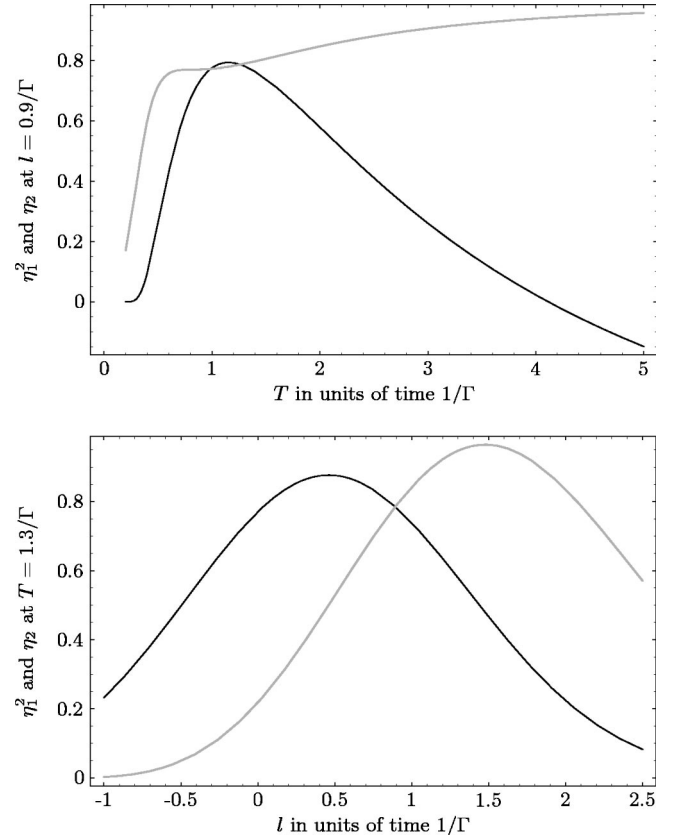 η₁² and η₂ at l = 0.9/Γ
0.8
0.6
0.4
0.2
0
0 1 2 3 4 5
T in units of time 1/Γ
η₁² and η₂ at T = 1.3/Γ
0.8
0.6
0.4
0.2
0
-1 -0.5 0 0.5 1 1.5 2 2.5
l in units of time 1/Γ